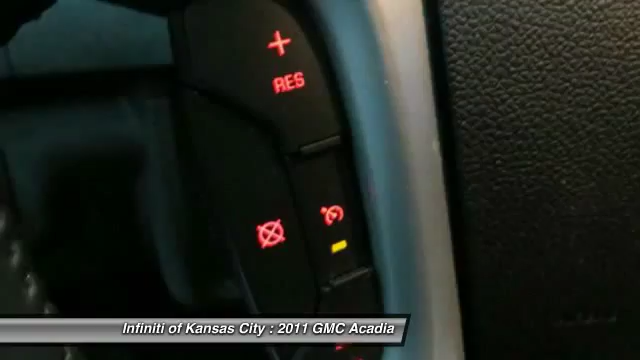 +
RES
Infiniti of Kansas City : 2011 GMC Acadia